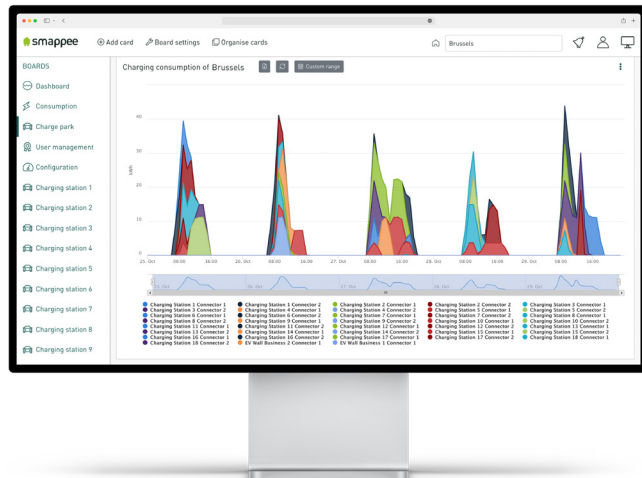 smappee
Add card
Board settings
Organise cards
Brussels
BOARDS
Dashboard
Consumption
Charge park
User management
Configuration
Charging station 1
Charging station 2
Charging station 3
Charging station 4
Charging station 5
Charging station 6
Charging station 7
Charging station 8
Charging station 9
Charging consumption of Brussels
Custom range
kWh
40
30
20
10
0
25. Oct 08:00 16:00 26. Oct 08:00 16:00 27. Oct 08:00 16:00 28. Oct 08:00 16:00 29. Oct 08:00 16:00
25. Oct 26. Oct 27. Oct 28. Oct 29. Oct
Charging Station 1 Connector 1 Charging Station 1 Connector 2 Charging Station 2 Connector 1 Charging Station 2 Connector 2 Charging Station 3 Connector 1
Charging Station 3 Connector 2 Charging Station 4 Connector 1 Charging Station 4 Connector 2 Charging Station 5 Connector 1 Charging Station 5 Connector 2
Charging Station 6 Connector 1 Charging Station 6 Connector 2 Charging Station 7 Connector 1 Charging Station 7 Connector 2 Charging Station 8 Connector 1
Charging Station 8 Connector 2 Charging Station 9 Connector 1 Charging Station 9 Connector 2 Charging Station 10 Connector 1 Charging Station 10 Connector 2
Charging Station 11 Connector 1 Charging Station 11 Connector 2 Charging Station 12 Connector 1 Charging Station 12 Connector 2 Charging Station 13 Connector 1
Charging Station 13 Connector 2 Charging Station 14 Connector 1 Charging Station 14 Connector 2 Charging Station 15 Connector 1 Charging Station 15 Connector 2
Charging Station 16 Connector 1 Charging Station 16 Connector 2 Charging Station 17 Connector 1 Charging Station 17 Connector 2 Charging Station 18 Connector 1
Charging Station 18 Connector 2 EV Wall Business 2 Connector 1 EV Wall Business 1 Connector 1